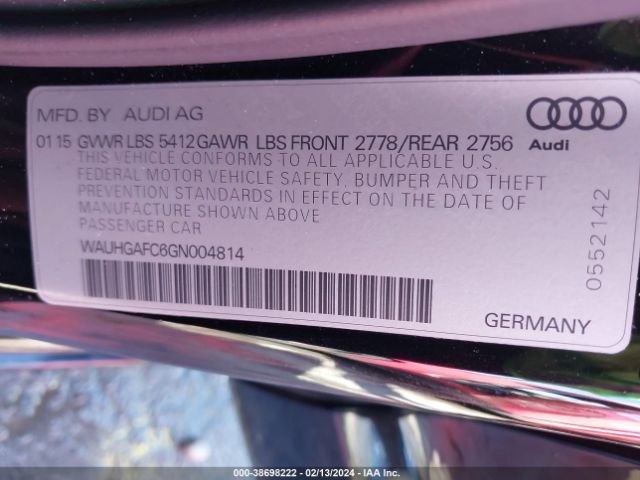 MFD. BY AUDI AG
01 15 GVWR LBS 5412 GAWR LBS FRONT 2778/REAR 2756
Audi
THIS VEHICLE CONFORMS TO ALL APPLICABLE U.S.
FEDERAL MOTOR VEHICLE SAFETY, BUMPER AND THEFT
PREVENTION STANDARDS IN EFFECT ON THE DATE OF
MANUFACTURE SHOWN ABOVE
PASSENGER CAR
WAUHGAFC6GN004814
0552142
GERMANY
000-38698222 - 02/13/2024 - IAA Inc.